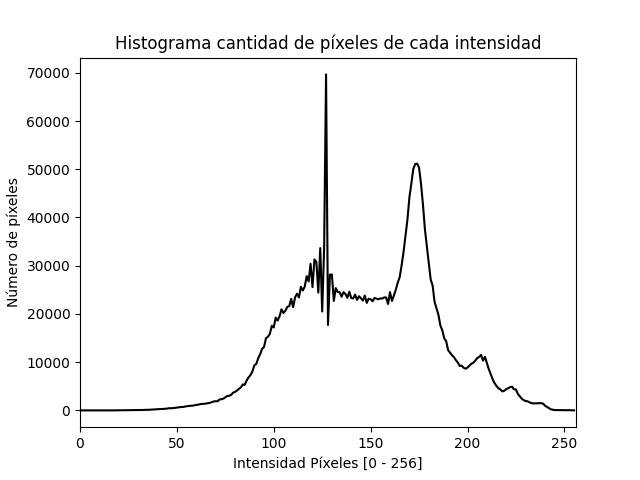 Histograma cantidad de píxeles de cada intensidad
Número de píxeles
70000
60000
50000
40000
30000
20000
10000
0
0 50 100 150 200 250
Intensidad Píxeles [0 - 256]